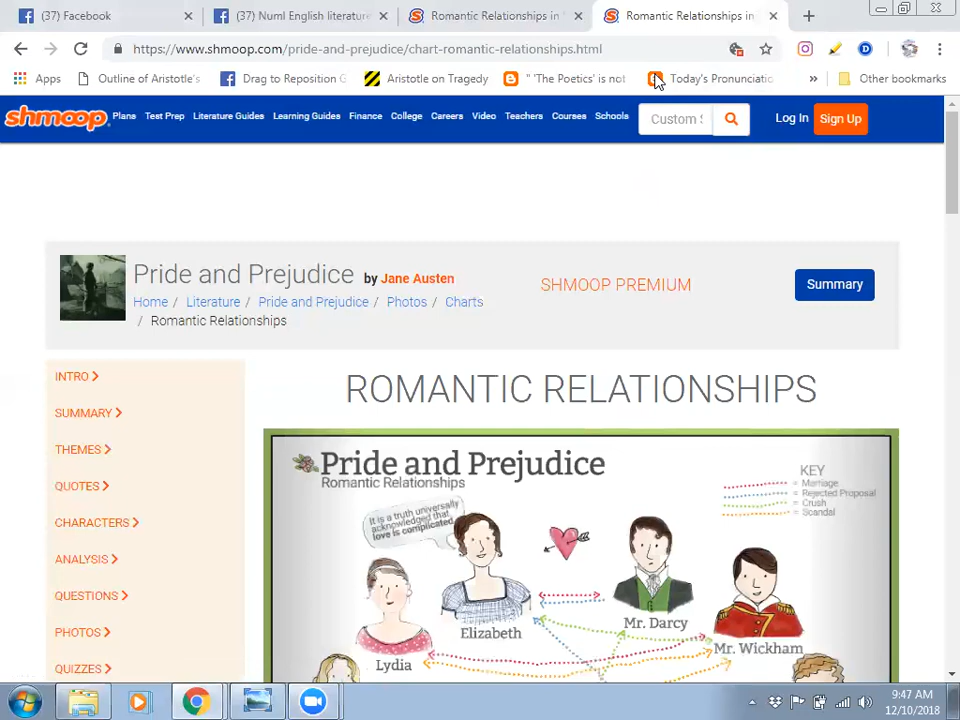 (37) Facebook
(37) Numl English literature
Romantic Relationships in
Romantic Relationships in
https://www.shmoop.com/pride-and-prejudice/chart-romantic-relationships.html
Apps
Outline of Aristotle's
Drag to Reposition
Aristotle on Tragedy
" 'The Poetics' is not
Today's Pronunciatio
»
Other bookmarks
shmoop
Plans
Test Prep
Literature Guides
Learning Guides
Finance
College
Careers
Video
Teachers
Courses
Schools
Custom S
Log In
Sign Up
Pride and Prejudice by Jane Austen
SHMOOP PREMIUM
Summary
Home / Literature / Pride and Prejudice / Photos / Charts
/ Romantic Relationships
INTRO
SUMMARY
THEMES
QUOTES
CHARACTERS
ANALYSIS
QUESTIONS
PHOTOS
QUIZZES
ROMANTIC RELATIONSHIPS
Pride and Prejudice
Romantic Relationships
KEY
= Marriage
= Rejected Proposal
= Crush
= Scandal
It is a truth universally
acknowledged that
love is complicated.
Elizabeth
Mr. Darcy
Lydia
Mr. Wickham
9:47 AM
12/10/2018